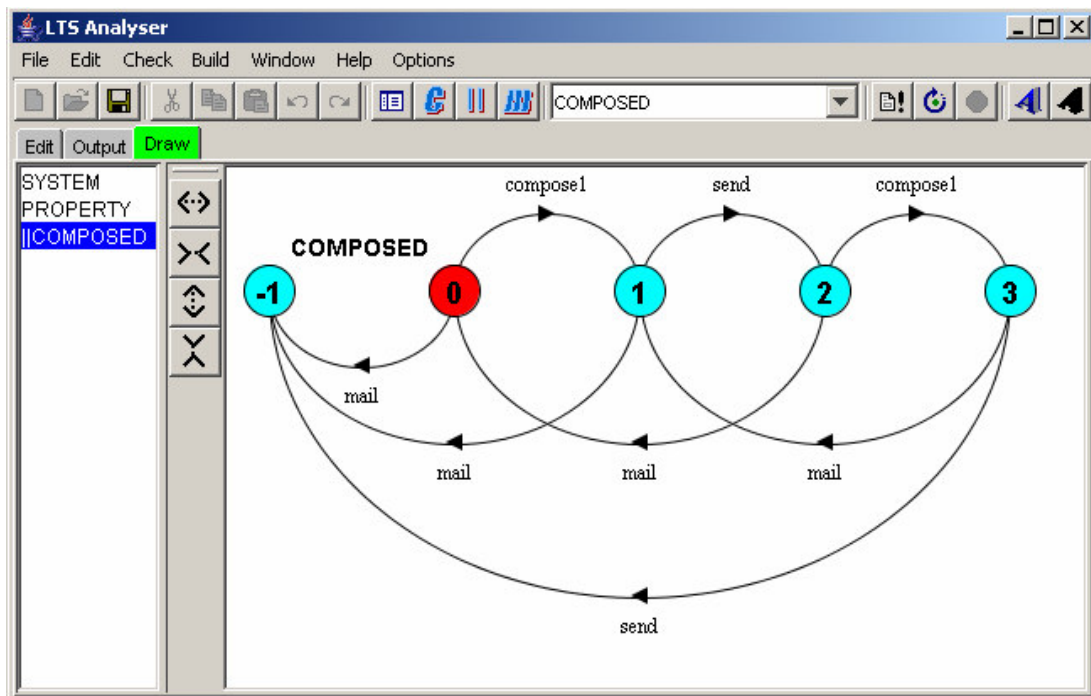 LTS Analyser
File Edit Check Build Window Help Options
COMPOSED
Edit Output Draw
SYSTEM
PROPERTY
||COMPOSED
compose1 send compose1
COMPOSED
-1 0 1 2 3
mail
mail mail mail
send